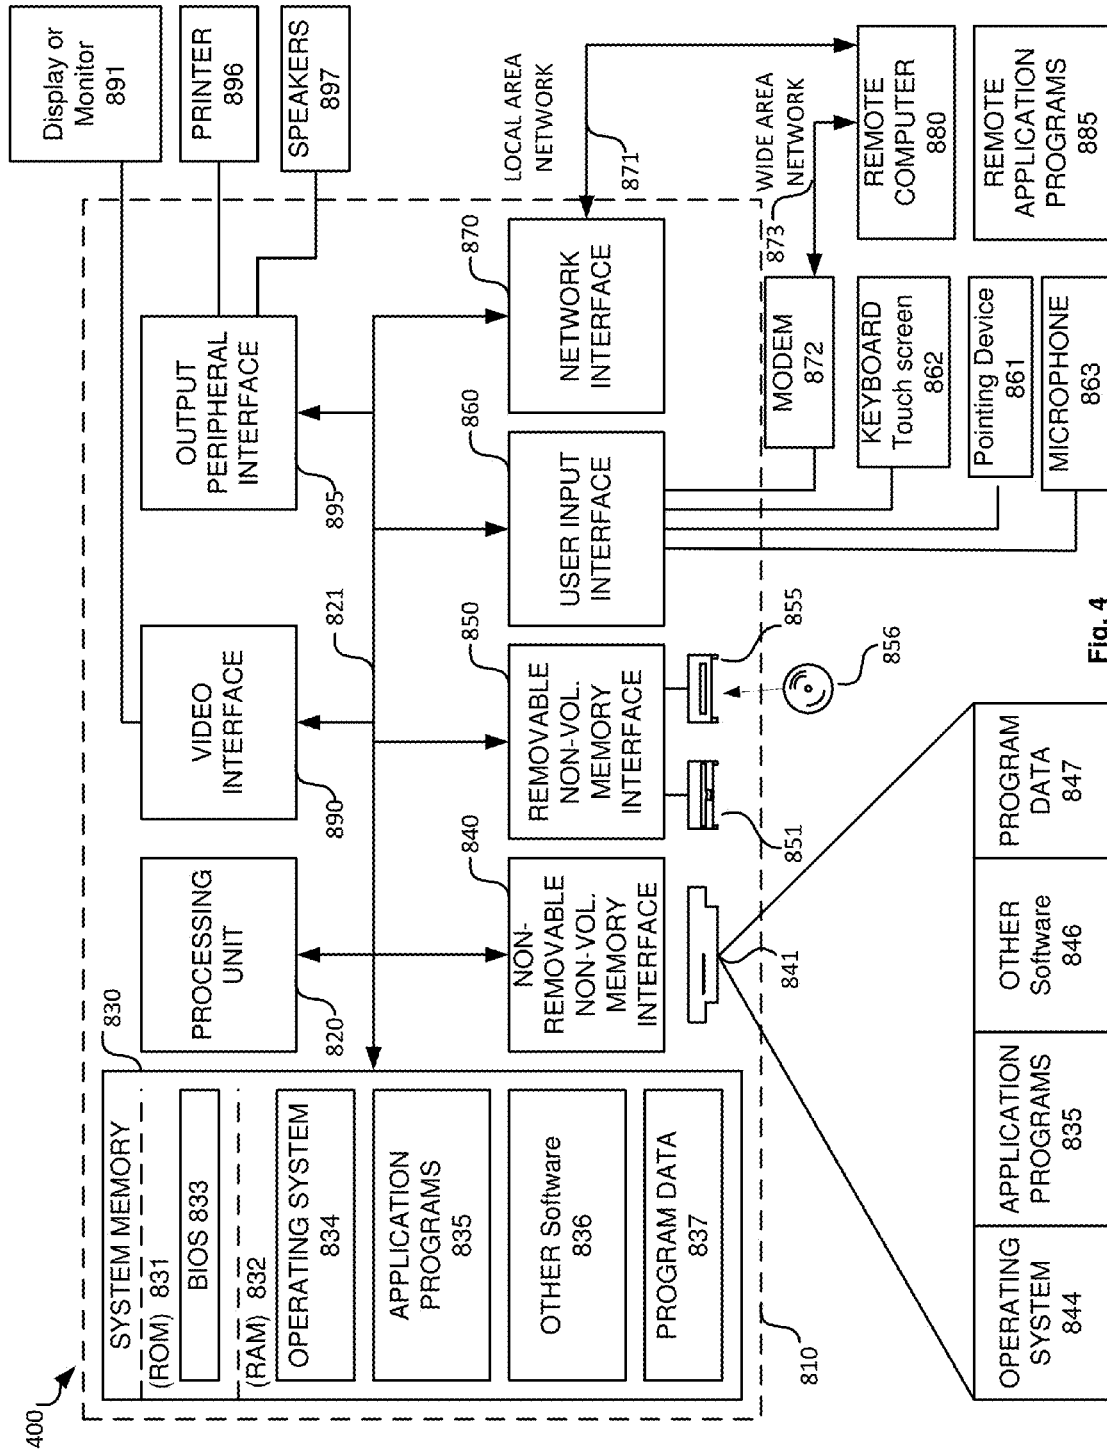 400
SYSTEM MEMORY
(ROM) 831
BIOS 833
(RAM) 832
OPERATING SYSTEM
834
APPLICATION
PROGRAMS
835
OTHER Software
836
PROGRAM DATA
837
810
830
PROCESSING
UNIT
820
VIDEO
INTERFACE
890
821
OUTPUT
PERIPHERAL
INTERFACE
895
Display or
Monitor
891
PRINTER
896
SPEAKERS
897
NON-
REMOVABLE
NON-VOL.
MEMORY
INTERFACE
840
REMOVABLE
NON-VOL.
MEMORY
INTERFACE
850
USER INPUT
INTERFACE
860
NETWORK
INTERFACE
870
LOCAL AREA
NETWORK
871
WIDE AREA
NETWORK
873
841
851
855
856
MODEM
872
KEYBOARD
Touch screen
862
Pointing Device
861
MICROPHONE
863
REMOTE
COMPUTER
880
REMOTE
APPLICATION
PROGRAMS
885
OPERATING
SYSTEM
844
APPLICATION
PROGRAMS
835
OTHER
Software
846
PROGRAM
DATA
847
Fig. 4